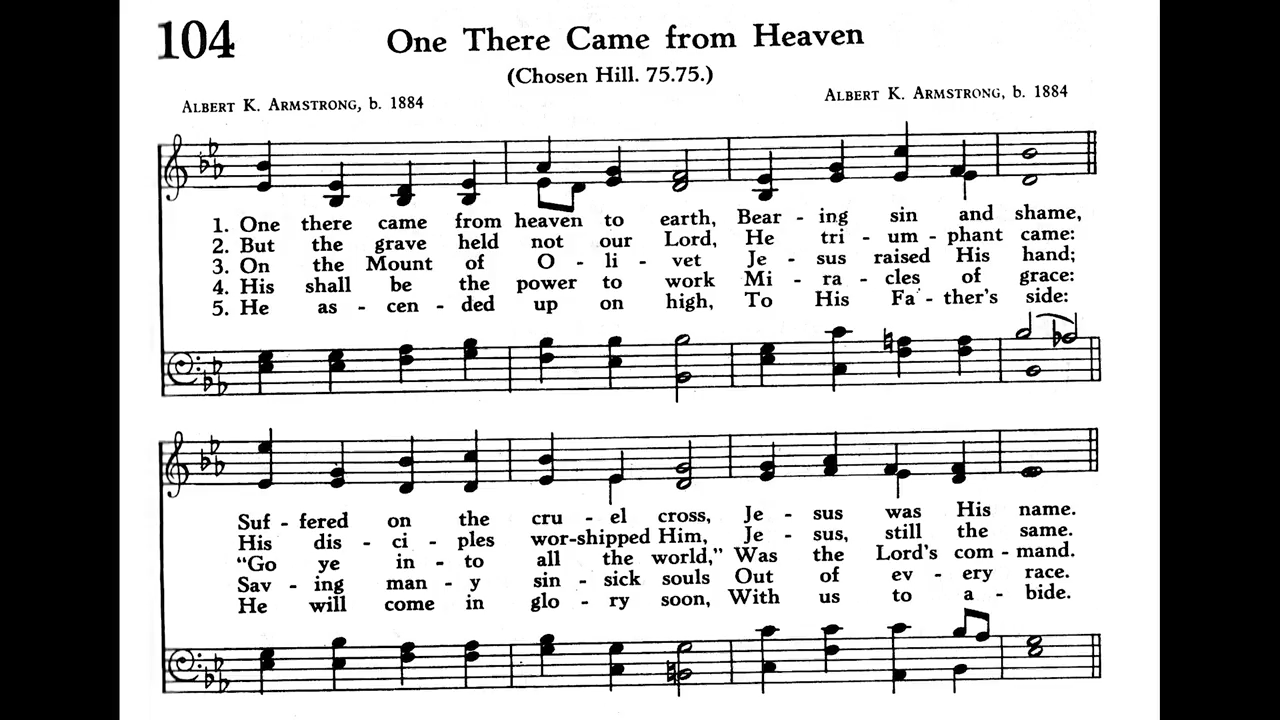 104
One There Came from Heaven
(Chosen Hill. 75.75.)
ALBERT K. ARMSTRONG, b. 1884
ALBERT K. ARMSTRONG, b. 1884
1. One there came from heaven to earth, Bear - ing sin and shame,
2. But the grave held not our Lord, He tri - um - phant came:
3. On the Mount of O - li - vet Je - sus raised His hand;
4. His shall be the power to work Mi - ra - cles of grace:
5. He as - cen - ded up on high, To His Fa - ther's side:
Suf - fered on the cru - el cross, Je - sus was His name.
His dis - ci - ples wor-shipped Him, Je - sus, still the same.
“Go ye in - to all the world,” Was the Lord's com - mand.
Sav - ing man - y sin - sick souls Out of ev - ery race.
He will come in glo - ry soon, With us to a - bide.